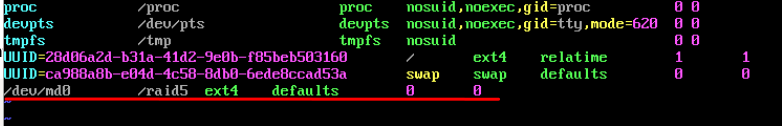 proc /proc proc nosuid,noexec,gid=proc 0 0
devpts /dev/pts devpts nosuid,noexec,gid=tty,mode=620 0 0
tmpfs /tmp tmpfs nosuid 0 0
UUID=28d06a2d-b31a-41d2-9e0b-f85beb503160 / ext4 relatime 1 1
UUID=ca988a8b-e04d-4c58-8db0-6ede8ccad53a swap swap defaults 0 0
/dev/md0 /raid5 ext4 defaults 0 0
~
~